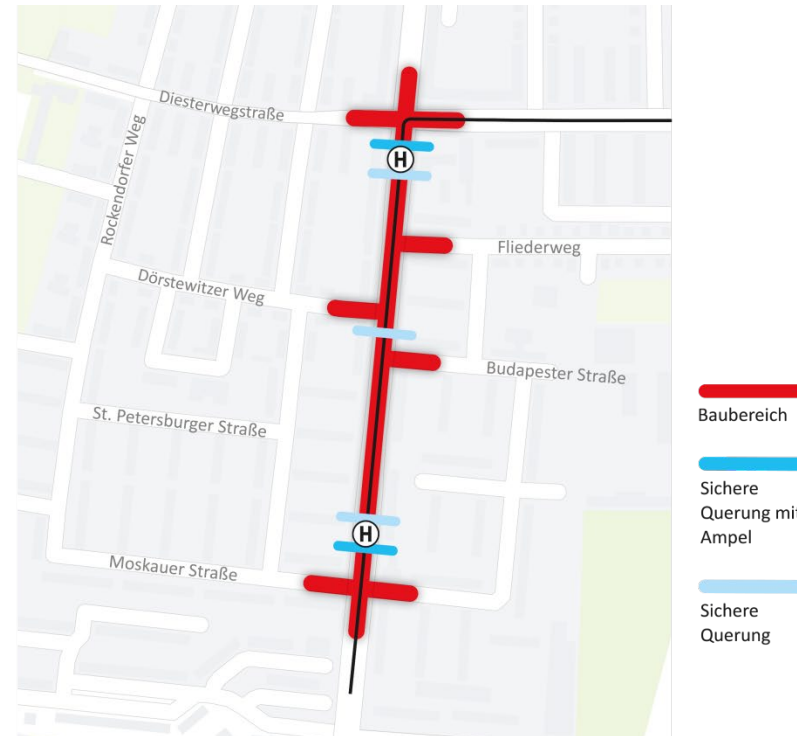 Diesterwegstraße
Rockendorfer Weg
H
Fliederweg
Dörstewitzer Weg
Budapester Straße
St. Petersburger Straße
H
Moskauer Straße
Baubereich
Sichere
Querung mit
Ampel
Sichere
Querung